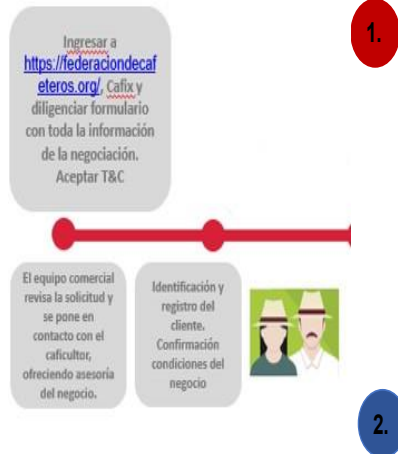 Ingresar a
https://federaciondecaf
eteros.org/, Cafix y
diligenciar formulario
con toda la información
de la negociación.
Aceptar T&C
1.
El equipo comercial
revisa la solicitud y
se pone en
contacto con el
caficultor,
ofreciendo asesoría
del negocio.
Identificación y
registro del
cliente.
Confirmación
condiciones del
negocio
2.